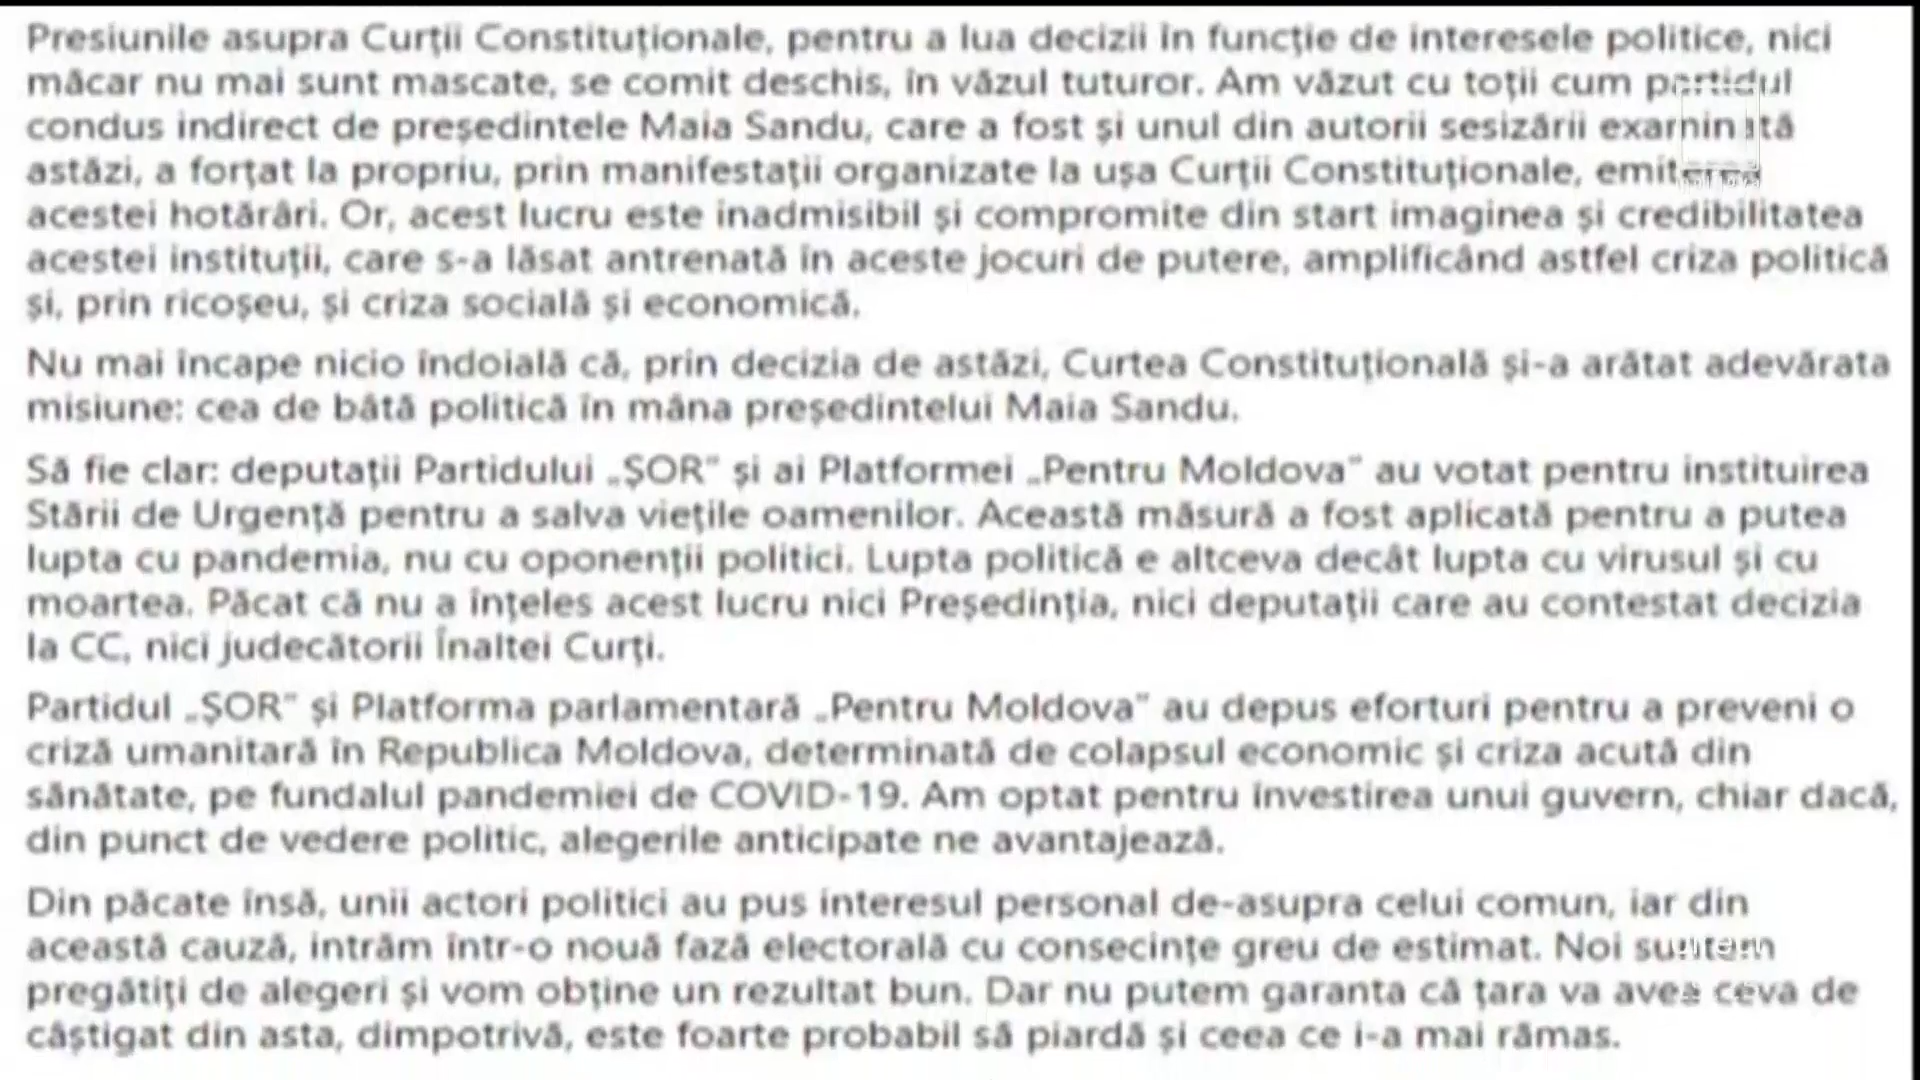 Presiunile asupra Curții Constituționale, pentru a lua decizii în funcție de interesele politice, nici
măcar nu mai sunt mascate, se comit deschis, în văzul tuturor. Am văzut cu toții cum partidul
condus indirect de președintele Maia Sandu, care a fost și unul din autorii sesizării examinată
astăzi, a forțat la propriu, prin manifestații organizate la ușa Curții Constituționale, emiterea
acestei hotărâri. Or, acest lucru este inadmisibil și compromite din start imaginea și credibilitatea
acestei instituții, care s-a lăsat antrenată în aceste jocuri de putere, amplificând astfel criza politică
și, prin ricoșeu, și criza socială și economică.
Nu mai încape nicio îndoială că, prin decizia de astăzi, Curtea Constituțională și-a arătat adevărata
misiune: cea de bâtă politică în mâna președintelui Maia Sandu.
Să fie clar: deputații Partidului „ȘOR” și ai Platformei „Pentru Moldova” au votat pentru instituirea
Stării de Urgență pentru a salva viețile oamenilor. Această măsură a fost aplicată pentru a putea
lupta cu pandemia, nu cu oponenții politici. Lupta politică e altceva decât lupta cu virusul și cu
moartea. Păcat că nu a înțeles acest lucru nici Președinția, nici deputații care au contestat decizia
la CC, nici judecătorii Înaltei Curți.
Partidul „ȘOR” și Platforma parlamentară „Pentru Moldova” au depus eforturi pentru a preveni o
criză umanitară în Republica Moldova, determinată de colapsul economic și criza acută din
sănătate, pe fundalul pandemiei de COVID-19. Am optat pentru învestirea unui guvern, chiar dacă,
din punct de vedere politic, alegerile anticipate ne avantajează.
Din păcate însă, unii actori politici au pus interesul personal de-asupra celui comun, iar din
această cauză, intrăm într-o nouă fază electorală cu consecințe greu de estimat. Noi suntem
pregătiți de alegeri și vom obține un rezultat bun. Dar nu putem garanta că țara va avea ceva de
câștigat din asta, dimpotrivă, este foarte probabil să piardă și ceea ce i-a mai rămas.